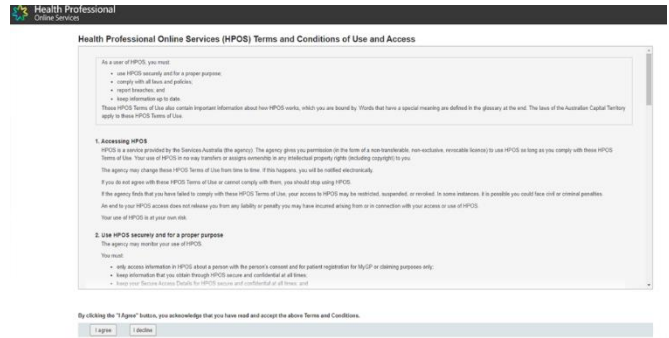 Health Professional
Online Services
Health Professional Online Services (HPOS) Terms and Conditions of Use and Access
As a user of HPOS, you must
• use HPOS securely and for a proper purpose;
• comply with all laws and policies;
• report breaches; and
• keep information up to date.
These HPOS Terms of Use also contain important information about how HPOS works, which you are bound by. Words that have a special meaning are defined in the glossary at the end. The laws of the Australian Capital Territory
apply to these HPOS Terms of Use.
1. Accessing HPOS
HPOS is a service provided by the Services Australia (the agency). The agency gives you permission (in the form of a non-transferable, non-exclusive, revocable licence) to use HPOS so long as you comply with these HPOS
Terms of Use. Your use of HPOS in no way transfers or assigns ownership in any intellectual property rights (including copyright) to you.
The agency may change these HPOS Terms of Use from time to time. If this happens, you will be notified electronically.
If you do not agree with these HPOS Terms of Use or cannot comply with them, you should stop using HPOS.
If the agency finds that you have failed to comply with these HPOS Terms of Use, your access to HPOS may be restricted, suspended, or revoked. In some instances, it is possible you could face civil or criminal penalties.
An end to your HPOS access does not release you from any liability or penalty you may have incurred arising from or in connection with your access or use of HPOS.
Your use of HPOS is at your own risk.
2. Use HPOS securely and for a proper purpose
The agency may monitor your use of HPOS.
You must:
• only access information in HPOS about a person with the person's consent and for patient registration for MyGP or claiming purposes only;
• keep information that you obtain through HPOS secure and confidential at all times;
• keep your Secure Access Details for HPOS secure and confidential at all times; and
By clicking the "I Agree" button, you acknowledge that you have read and accept the above Terms and Conditions.
I agree I decline